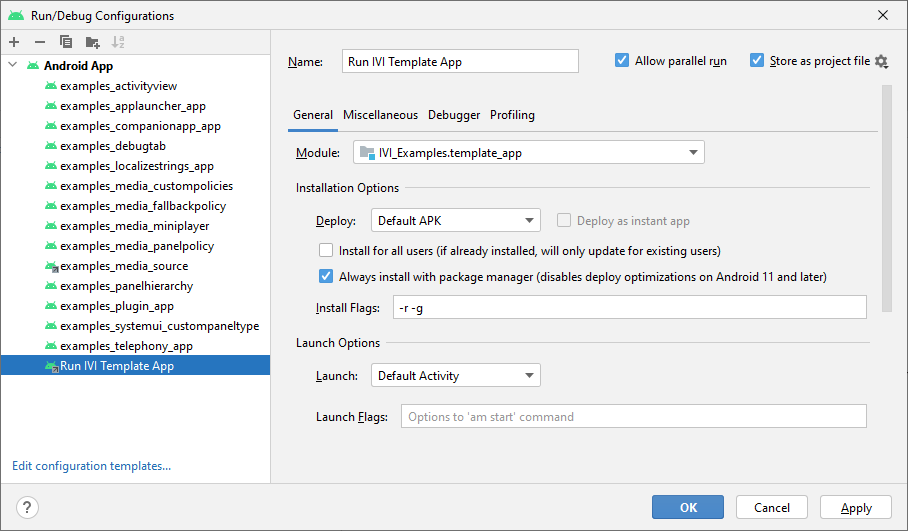 Run/Debug Configurations
Android App
examples_activityview
examples_applauncher_app
examples_companionapp_app
examples_debugtab
examples_localizestrings_app
examples_media_custompolicies
examples_media_fallbackpolicy
examples_media_miniplayer
examples_media_panelpolicy
examples_media_source
examples_panelhierarchy
examples_plugin_app
examples_systemui_custompaneltype
examples_telephony_app
Run IVI Template App
Edit configuration templates...
Name: Run IVI Template App Allow parallel run Store as project file
General Miscellaneous Debugger Profiling
Module: IVI_Examples.template_app
Installation Options
Deploy: Default APK Deploy as instant app
Install for all users (if already installed, will only update for existing users)
Always install with package manager (disables deploy optimizations on Android 11 and later)
Install Flags: -r -g
Launch Options
Launch: Default Activity
Launch Flags: Options to 'am start' command
? OK Cancel Apply